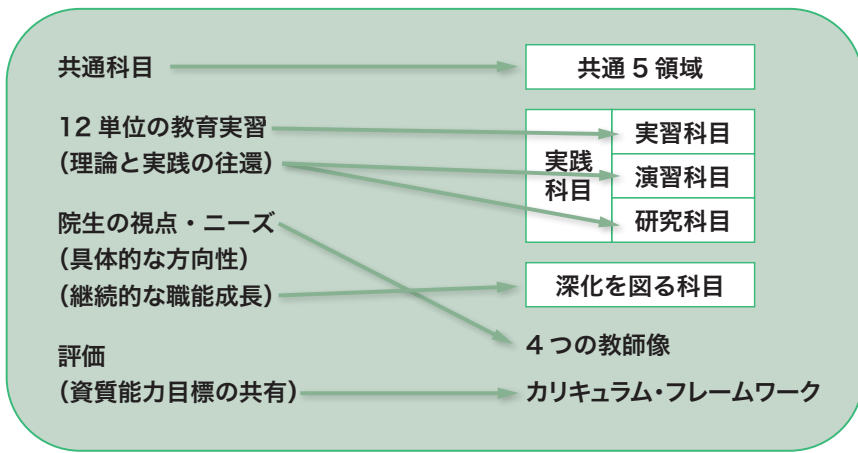 共通科目
12単位の教育実習
（理論と実践の往還）
院生の視点・ニーズ
（具体的な方向性）
（継続的な職能成長）
評価
（資質能力目標の共有）
共通5領域
実践
科目
実習科目
演習科目
研究科目
深化を図る科目
4つの教師像
カリキュラム・フレームワーク